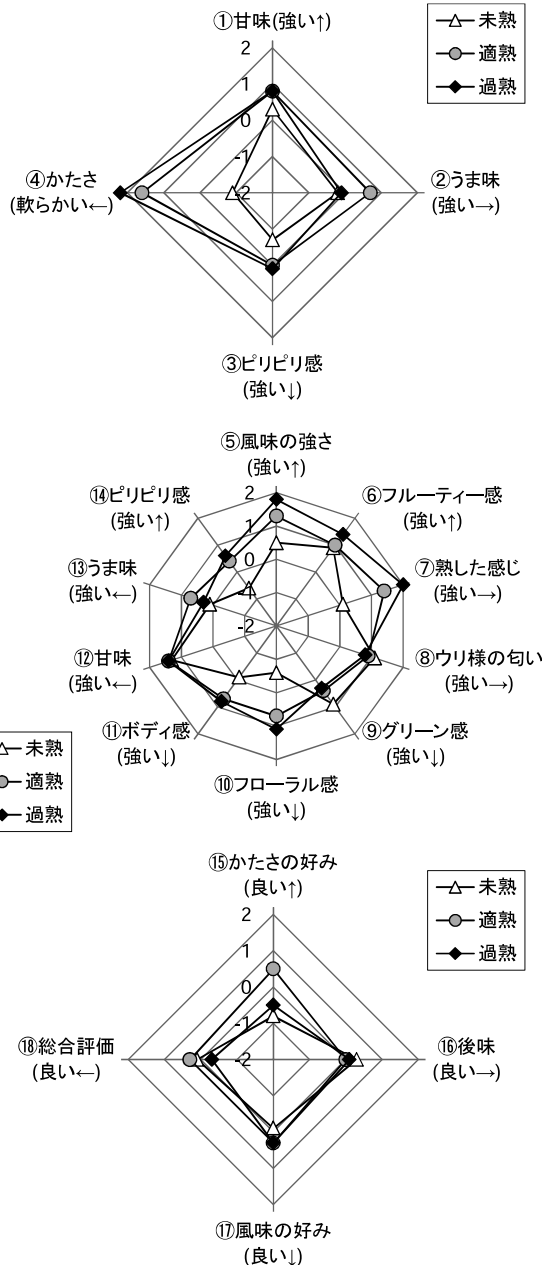 ①甘味(強い↑)
2
1
0
-1
-2
未熟
適熟
過熟
②うま味
(強い→)
④かたさ
(軟らかい←)
③ピリピリ感
(強い↓)
⑤風味の強さ
(強い↑)
⑭ピリピリ感
(強い↑)
⑥フルーティー感
(強い↑)
2
1
0
-1
-2
⑬うま味
(強い←)
⑦熟した感じ
(強い→)
⑫甘味
(強い←)
⑧ウリ様の匂い
(強い→)
⑪ボディ感
(強い↓)
⑨グリーン感
(強い↓)
⑩フローラル感
(強い↓)
未熟
適熟
過熟
⑮かたさの好み
(良い↑)
2
1
0
-1
-2
未熟
適熟
過熟
⑱総合評価
(良い←)
⑯後味
(良い→)
⑰風味の好み
(良い↓)